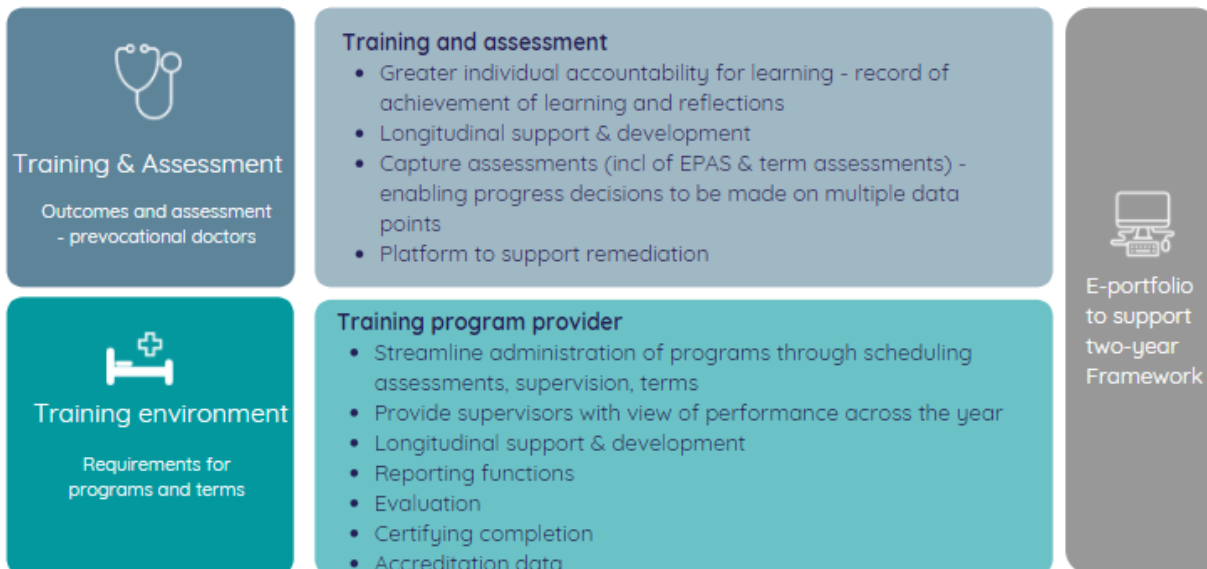 Training & Assessment
Outcomes and assessment
- prevocational doctors
Training and assessment
• Greater individual accountability for learning - record of
achievement of learning and reflections
• Longitudinal support & development
• Capture assessments (incl of EPAS & term assessments) -
enabling progress decisions to be made on multiple data
points
• Platform to support remediation
Training environment
Requirements for
programs and terms
Training program provider
• Streamline administration of programs through scheduling
assessments, supervision, terms
• Provide supervisors with view of performance across the year
• Longitudinal support & development
• Reporting functions
• Evaluation
• Certifying completion
• Accreditation data
E-portfolio
to support
two-year
Framework